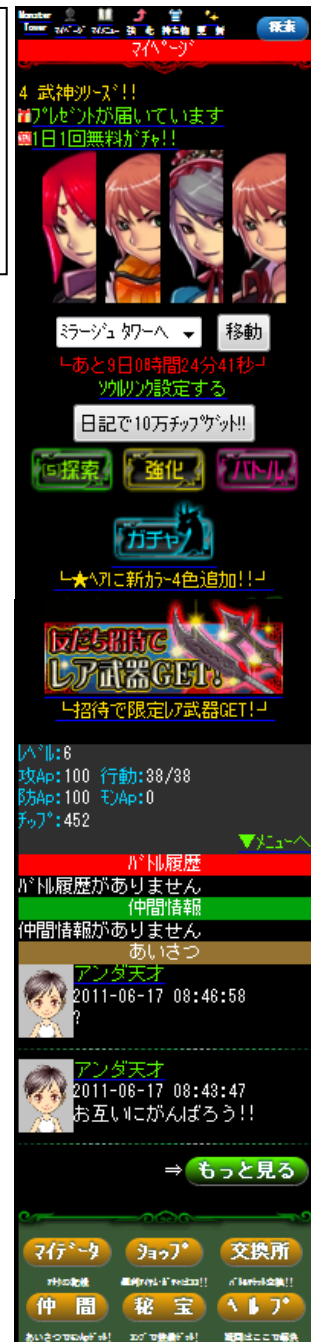 Monster
Tower ﾏｲﾍﾟｰｼﾞ ﾏｲﾒﾆｭｰ 強 化 持ち物 更 新 探索
ﾏｲﾍﾟｰｼﾞ
4 武神ｼﾘｰｽﾞ!!
ﾌﾟﾚｾﾞﾝﾄが届いています
1日1回無料ｶﾞﾁｬ!!
ﾐﾗｰｼﾞｭ ﾀﾜｰへ 移動
└あと9日0時間24分41秒┘
ｿｳﾙﾘﾝｸ設定する
日記で10万ﾁｯﾌﾟｹﾞｯﾄ!!
[5]探索 強化 バトル
ガチャ
└★ﾍｱに新ｶﾗｰ4色追加!!┘
友だち招待で
レア武器GET!
└招待で限定ﾚｱ武器GET!┘
ﾚﾍﾞﾙ:6
攻Ap:100 行動:38/38
防Ap:100 ﾓﾝAp:0
ﾁｯﾌﾟ:452
▼ﾒﾆｭｰへ
ﾊﾞﾄﾙ履歴
ﾊﾞﾄﾙ履歴がありません
仲間情報
仲間情報がありません
あいさつ
アンダ天才
2011-06-17 08:46:58
?
アンダ天才
2011-06-17 08:43:47
お互いにがんばろう!!
⇒ もっと見る
ﾏｲﾃﾞｰﾀ ｼｮｯﾌﾟ 交換所
仲 間 秘 宝 ヘ ル プ